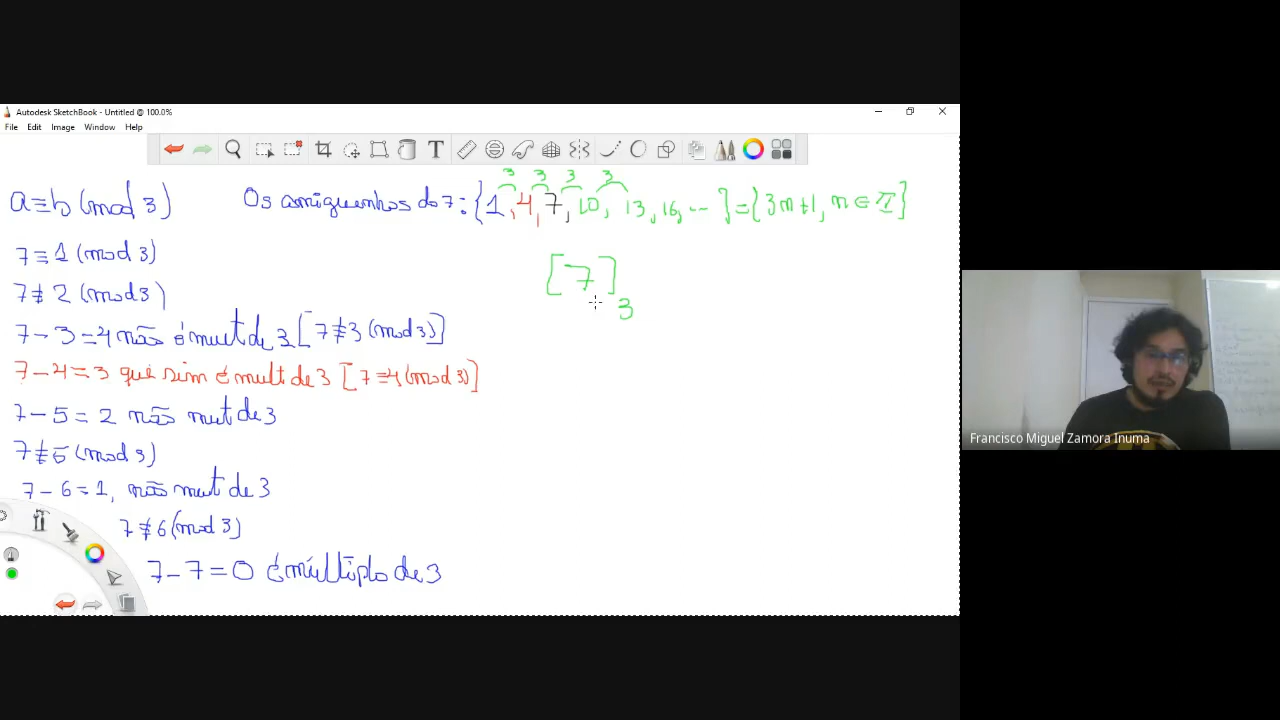 Autodesk SketchBook - Untitled @ 100.0%
File Edit Image Window Help
a≡b (mod 3)
Os amiguenhos do 7: {1, 4, 7, 10, 13, 16, ...} = {3n+1, n ∈ ℤ}
3 3 3 3
7 ≡ 1 (mod 3)
[7]3
7 ≢ 2 (mod 3)
7 - 3 = 4 não é mult de 3 [7 ≢ 3 (mod 3)]
7 - 4 = 3 que sim é mult de 3 [7 ≡ 4 (mod 3)]
7 - 5 = 2 não mut de 3
7 ≢ 5 (mod 3)
7 - 6 = 1, não mut de 3
7 ≢ 6 (mod 3)
7 - 7 = 0 é múltiplo de 3
Francisco Miguel Zamora Inuma